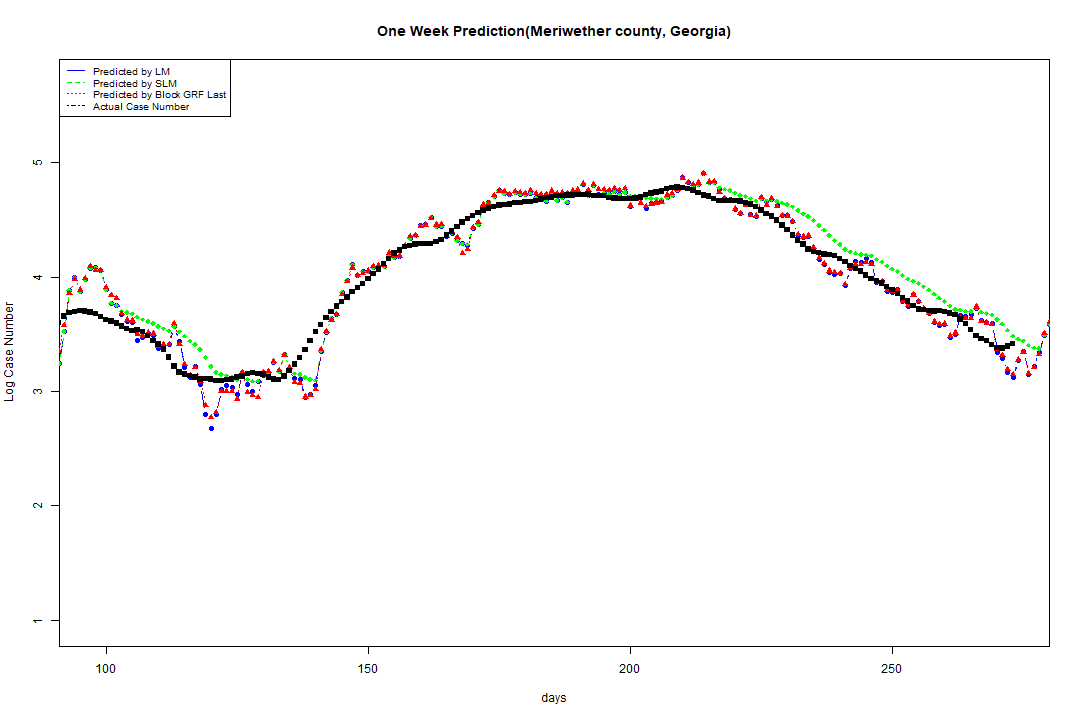 One Week Prediction(Meriwether county, Georgia)
Predicted by LM
Predicted by SLM
Predicted by Block GRF Last
Actual Case Number
5
4
3
2
1
Log Case Number
100 150 200 250
days